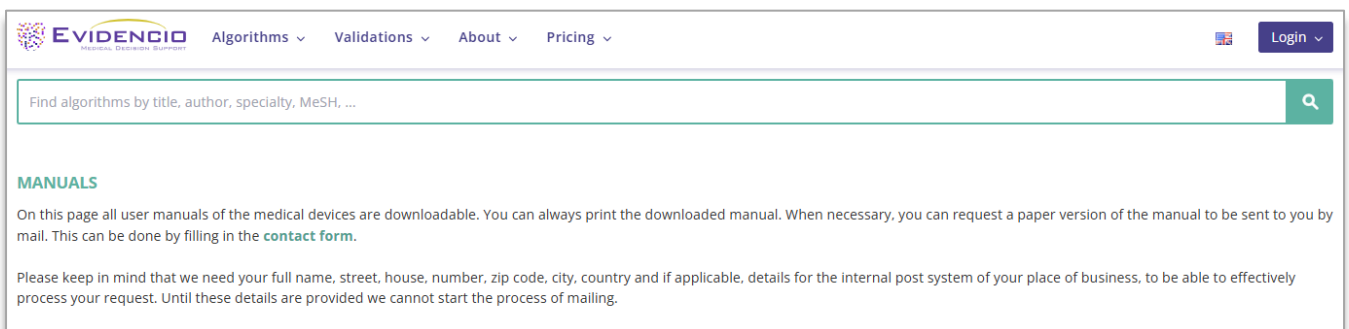 EVIDENCIO
MEDICAL DECISION SUPPORT
Algorithms Validations About Pricing Login
Find algorithms by title, author, specialty, MeSH, ...
MANUALS
On this page all user manuals of the medical devices are downloadable. You can always print the downloaded manual. When necessary, you can request a paper version of the manual to be sent to you by
mail. This can be done by filling in the contact form.
Please keep in mind that we need your full name, street, house, number, zip code, city, country and if applicable, details for the internal post system of your place of business, to be able to effectively
process your request. Until these details are provided we cannot start the process of mailing.